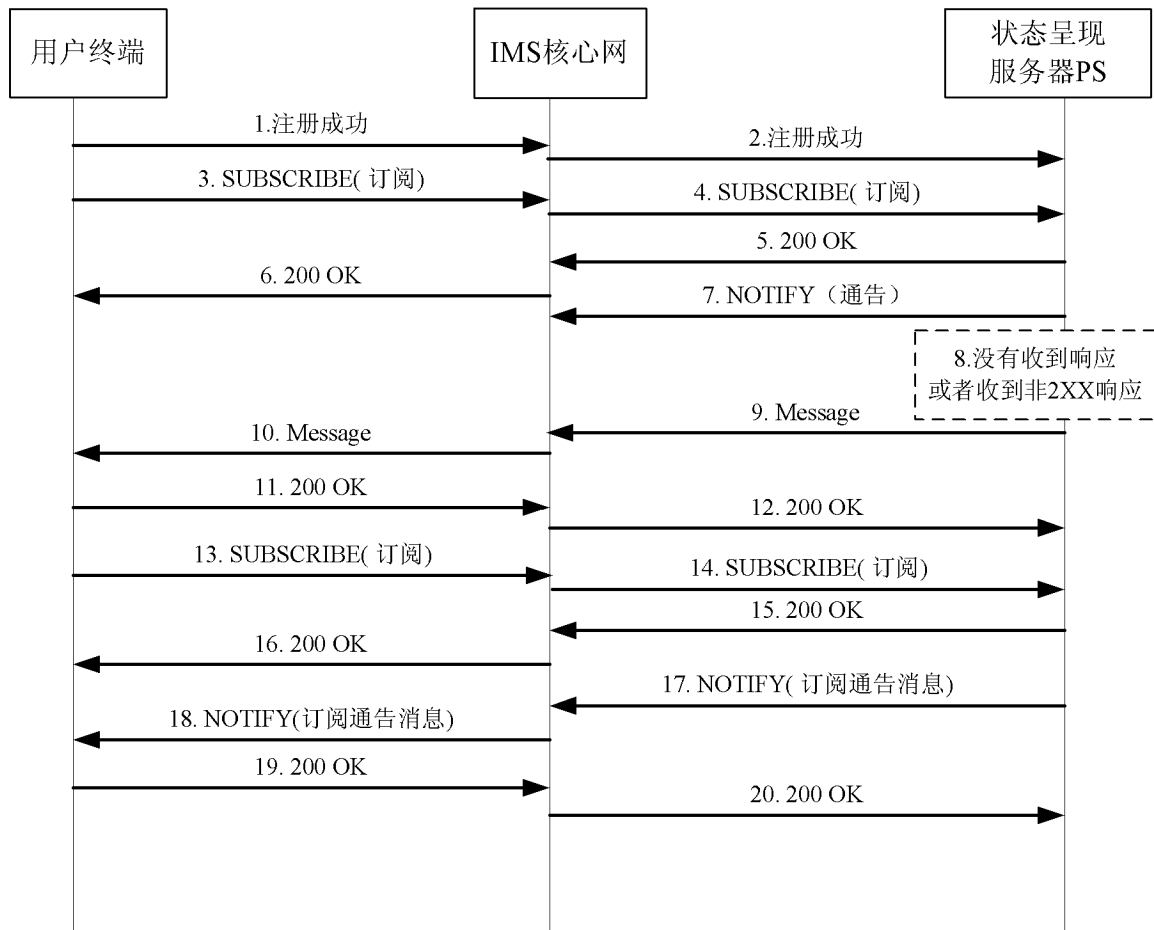 用户终端
IMS核心网
状态呈现
服务器PS
1.注册成功
2.注册成功
3. SUBSCRIBE( 订阅)
4. SUBSCRIBE( 订阅)
5. 200 OK
6. 200 OK
7. NOTIFY（通告）
8.没有收到响应
或者收到非2XX响应
9. Message
10. Message
11. 200 OK
12. 200 OK
13. SUBSCRIBE( 订阅)
14. SUBSCRIBE( 订阅)
15. 200 OK
16. 200 OK
17. NOTIFY( 订阅通告消息)
18. NOTIFY(订阅通告消息)
19. 200 OK
20. 200 OK